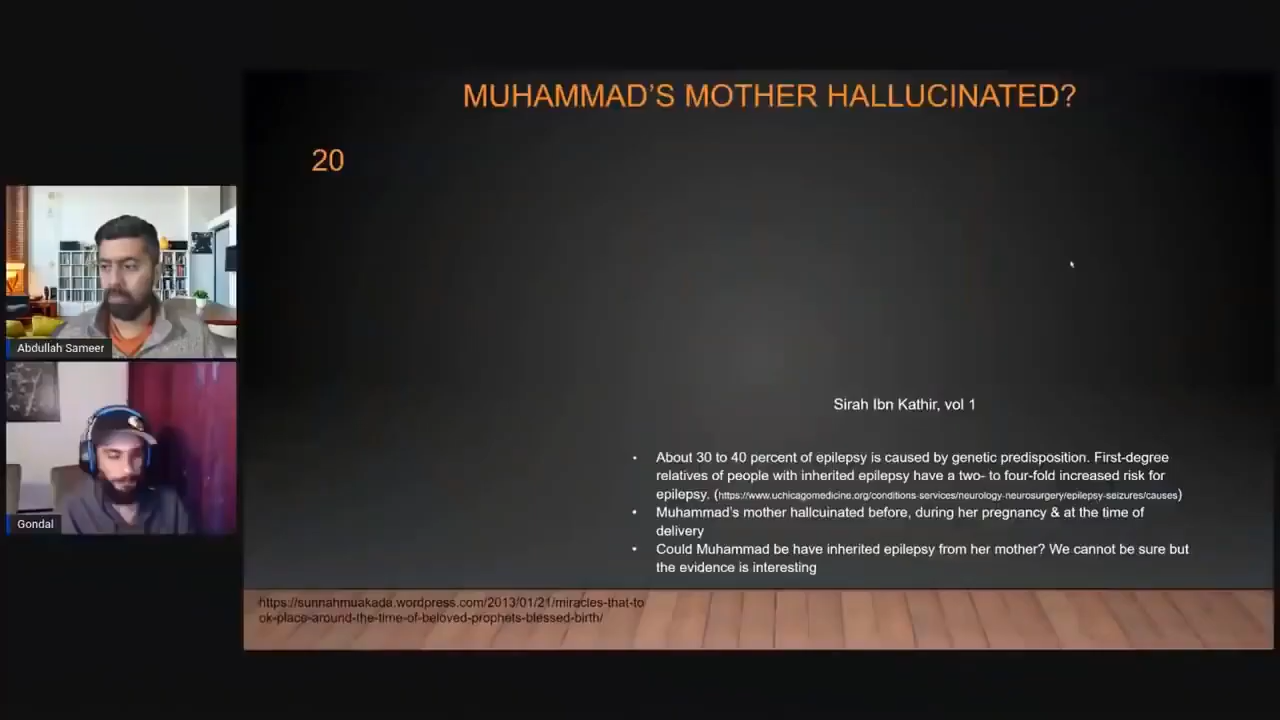 MUHAMMAD'S MOTHER HALLUCINATED?
20
Abdullah Sameer
Gondal
Sirah Ibn Kathir, vol 1
• About 30 to 40 percent of epilepsy is caused by genetic predisposition. First-degree
relatives of people with inherited epilepsy have a two- to four-fold increased risk for
epilepsy. (https://www.uchicagomedicine.org/conditions-services/neurology-neurosurgery/epilepsy-seizures/causes)
• Muhammad's mother hallcuinated before, during her pregnancy & at the time of
delivery
• Could Muhammad be have inherited epilepsy from her mother? We cannot be sure but
the evidence is interesting
https://sunnahmuakada.wordpress.com/2013/01/21/miracles-that-to
ok-place-around-the-time-of-beloved-prophets-blessed-birth/